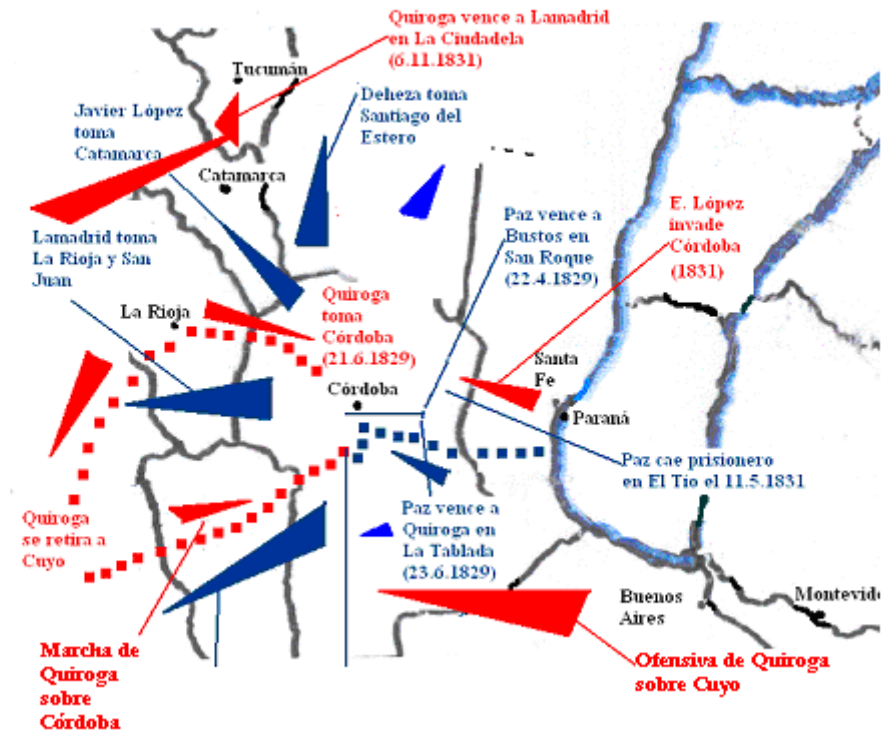 Quiroga vence a Lamadrid
en La Ciudadela
(6.11.1831)
Tucumán
Javier López
toma
Catamarca
Deheza toma
Santiago del
Estero
Catamarca
Lamadrid toma
La Rioja y San
Juan
Paz vence a
Bustos en
San Roque
(22.4.1829)
E. López
invade
Córdoba
(1831)
La Rioja
Quiroga
toma
Córdoba
(21.6.1829)
Santa
Fe
Córdoba
Paraná
Paz cae prisionero
en El Tío el 11.5.1831
Quiroga
se retira a
Cuyo
Paz vence a
Quiroga en
La Tablada
(23.6.1829)
Buenos
Aires
Montevide
Marcha de
Quiroga
sobre
Córdoba
Ofensiva de Quiroga
sobre Cuyo